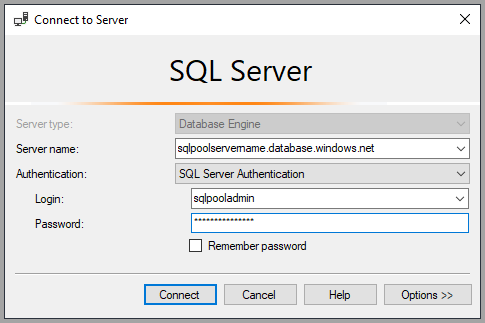 Connect to Server
SQL Server
Server type: Database Engine
Server name: sqlpoolservername.database.windows.net
Authentication: SQL Server Authentication
Login: sqlpooladmin
Password: ***************
Remember password
Connect Cancel Help Options >>